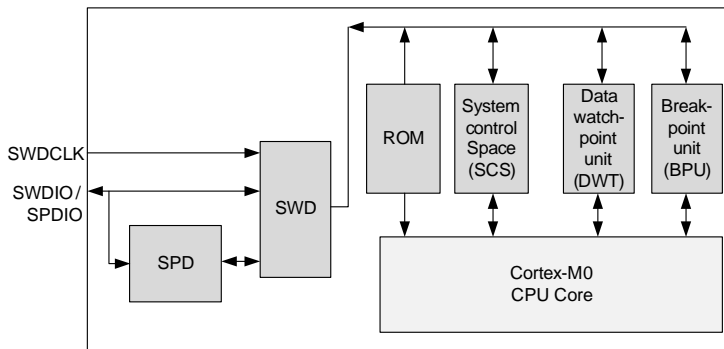 SWDCLK
SWDIO /
SPDIO
SPD
SWD
ROM
System
control
Space
(SCS)
Data
watch-
point
unit
(DWT)
Break-
point
unit
(BPU)
Cortex-M0
CPU Core